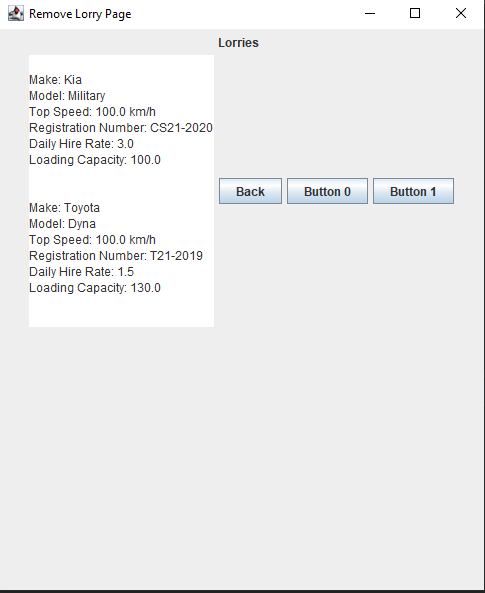 Remove Lorry Page
Lorries
Make: Kia
Model: Military
Top Speed: 100.0 km/h
Registration Number: CS21-2020
Daily Hire Rate: 3.0
Loading Capacity: 100.0
Back
Button 0
Button 1
Make: Toyota
Model: Dyna
Top Speed: 100.0 km/h
Registration Number: T21-2019
Daily Hire Rate: 1.5
Loading Capacity: 130.0